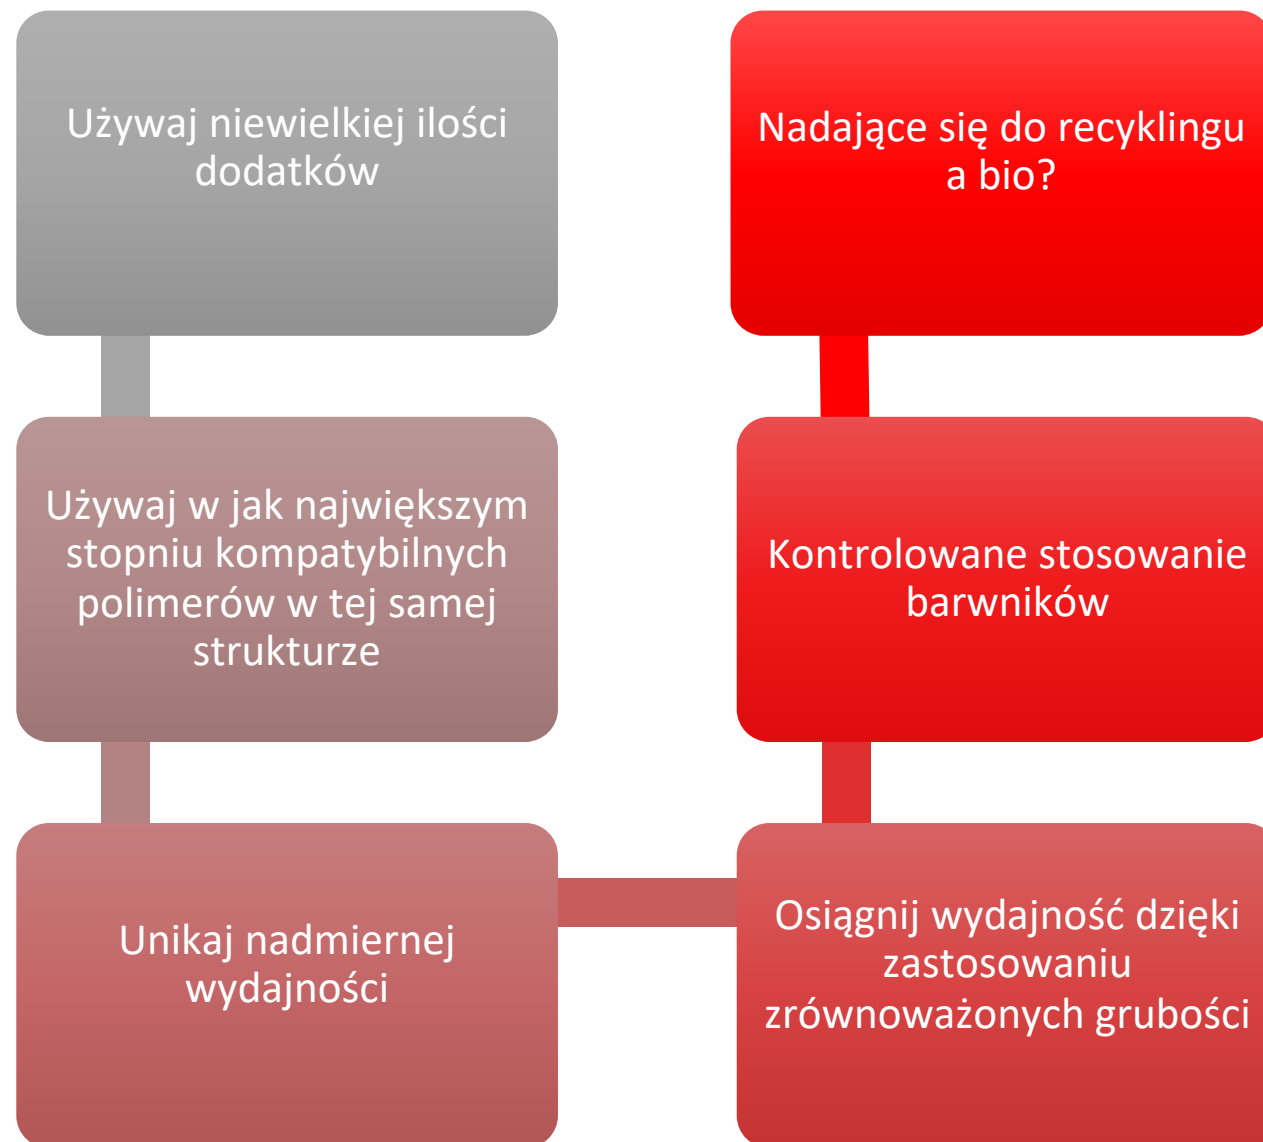 Używaj niewielkiej ilości
dodatków
Używaj w jak największym
stopniu kompatybilnych
polimerów w tej samej
strukturze
Unikaj nadmiernej
wydajności
Osiągnij wydajność dzięki
zastosowaniu
zrównoważonych grubości
Kontrolowane stosowanie
barwników
Nadające się do recyklingu
a bio?